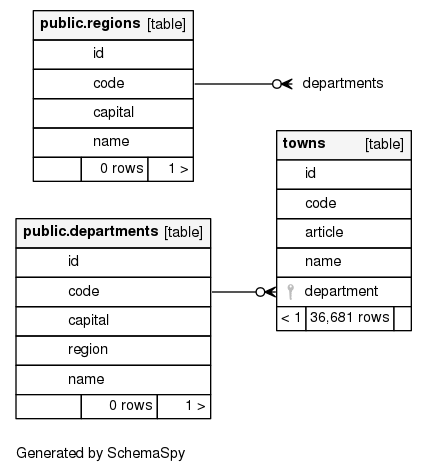 public.regions [table]
id
code
departments
capital
name
0 rows 1 >
towns [table]
id
code
article
name
department
< 1 36,681 rows
public.departments [table]
id
code
capital
region
name
0 rows 1 >
Generated by SchemaSpy